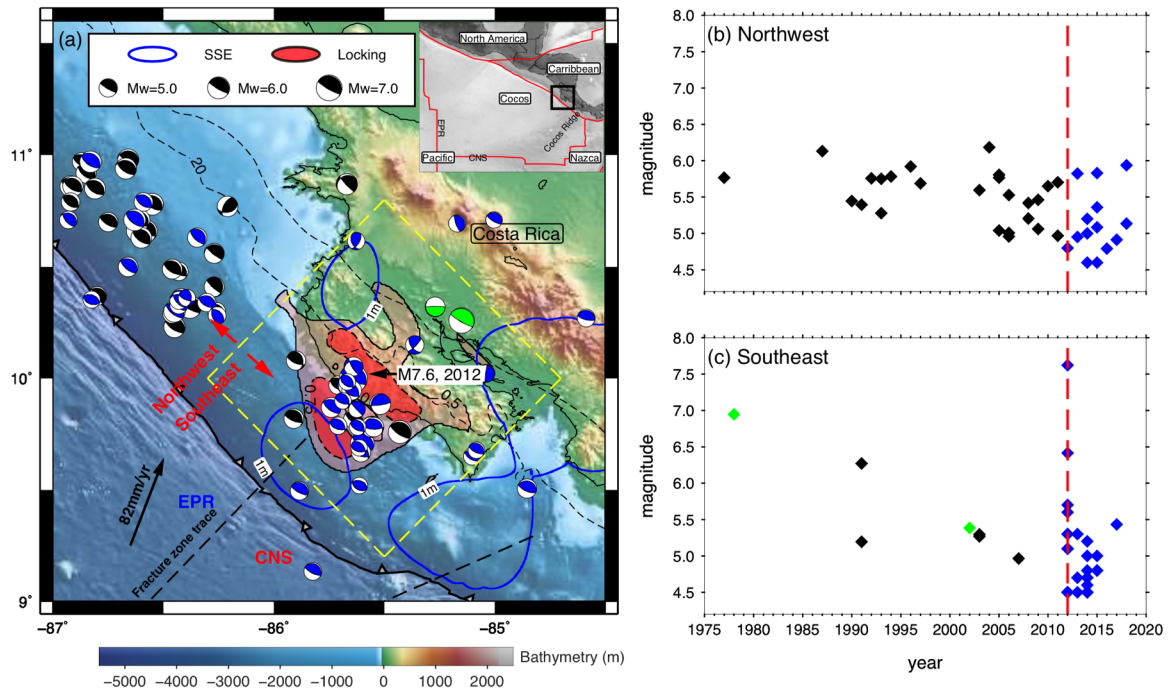 (a)
SSE
Locking
Mw=5.0
Mw=6.0
Mw=7.0
North America
Carribbean
Cocos
EPR
Cocos Ridge
Pacific
CNS
Nazca
20
Costa Rica
1m
Northwest
Southeast
M7.6, 2012
0.5
0.5
1m
1m
82mm/yr
EPR
Fracture zone trace
CNS
11°
10°
9°
−87°
−86°
−85°
Bathymetry (m)
−5000
−4000
−3000
−2000
−1000
0
1000
2000
(b) Northwest
magnitude
8.0
7.5
7.0
6.5
6.0
5.5
5.0
4.5
(c) Southeast
magnitude
8.0
7.5
7.0
6.5
6.0
5.5
5.0
4.5
1975
1980
1985
1990
1995
2000
2005
2010
2015
2020
year